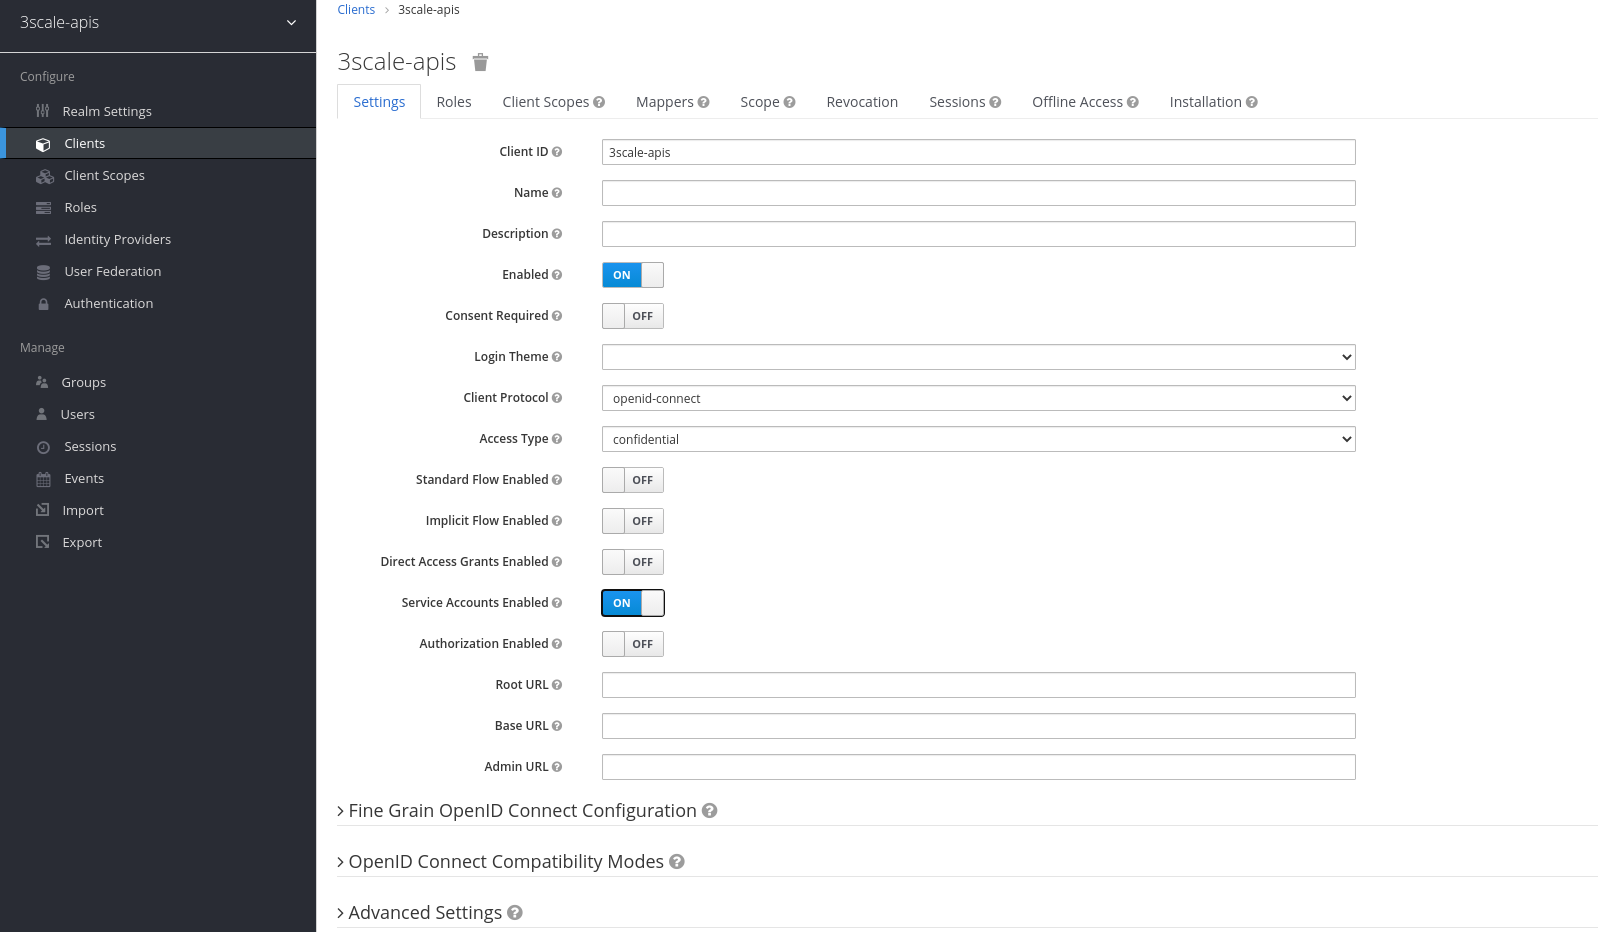 3scale-apis
Configure
Realm Settings
Clients
Client Scopes
Roles
Identity Providers
User Federation
Authentication
Manage
Groups
Users
Sessions
Events
Import
Export
Clients > 3scale-apis
3scale-apis
Settings Roles Client Scopes Mappers Scope Revocation Sessions Offline Access Installation
Client ID 3scale-apis
Name
Description
Enabled ON
Consent Required OFF
Login Theme
Client Protocol openid-connect
Access Type confidential
Standard Flow Enabled OFF
Implicit Flow Enabled OFF
Direct Access Grants Enabled OFF
Service Accounts Enabled ON
Authorization Enabled OFF
Root URL
Base URL
Admin URL
Fine Grain OpenID Connect Configuration
OpenID Connect Compatibility Modes
Advanced Settings